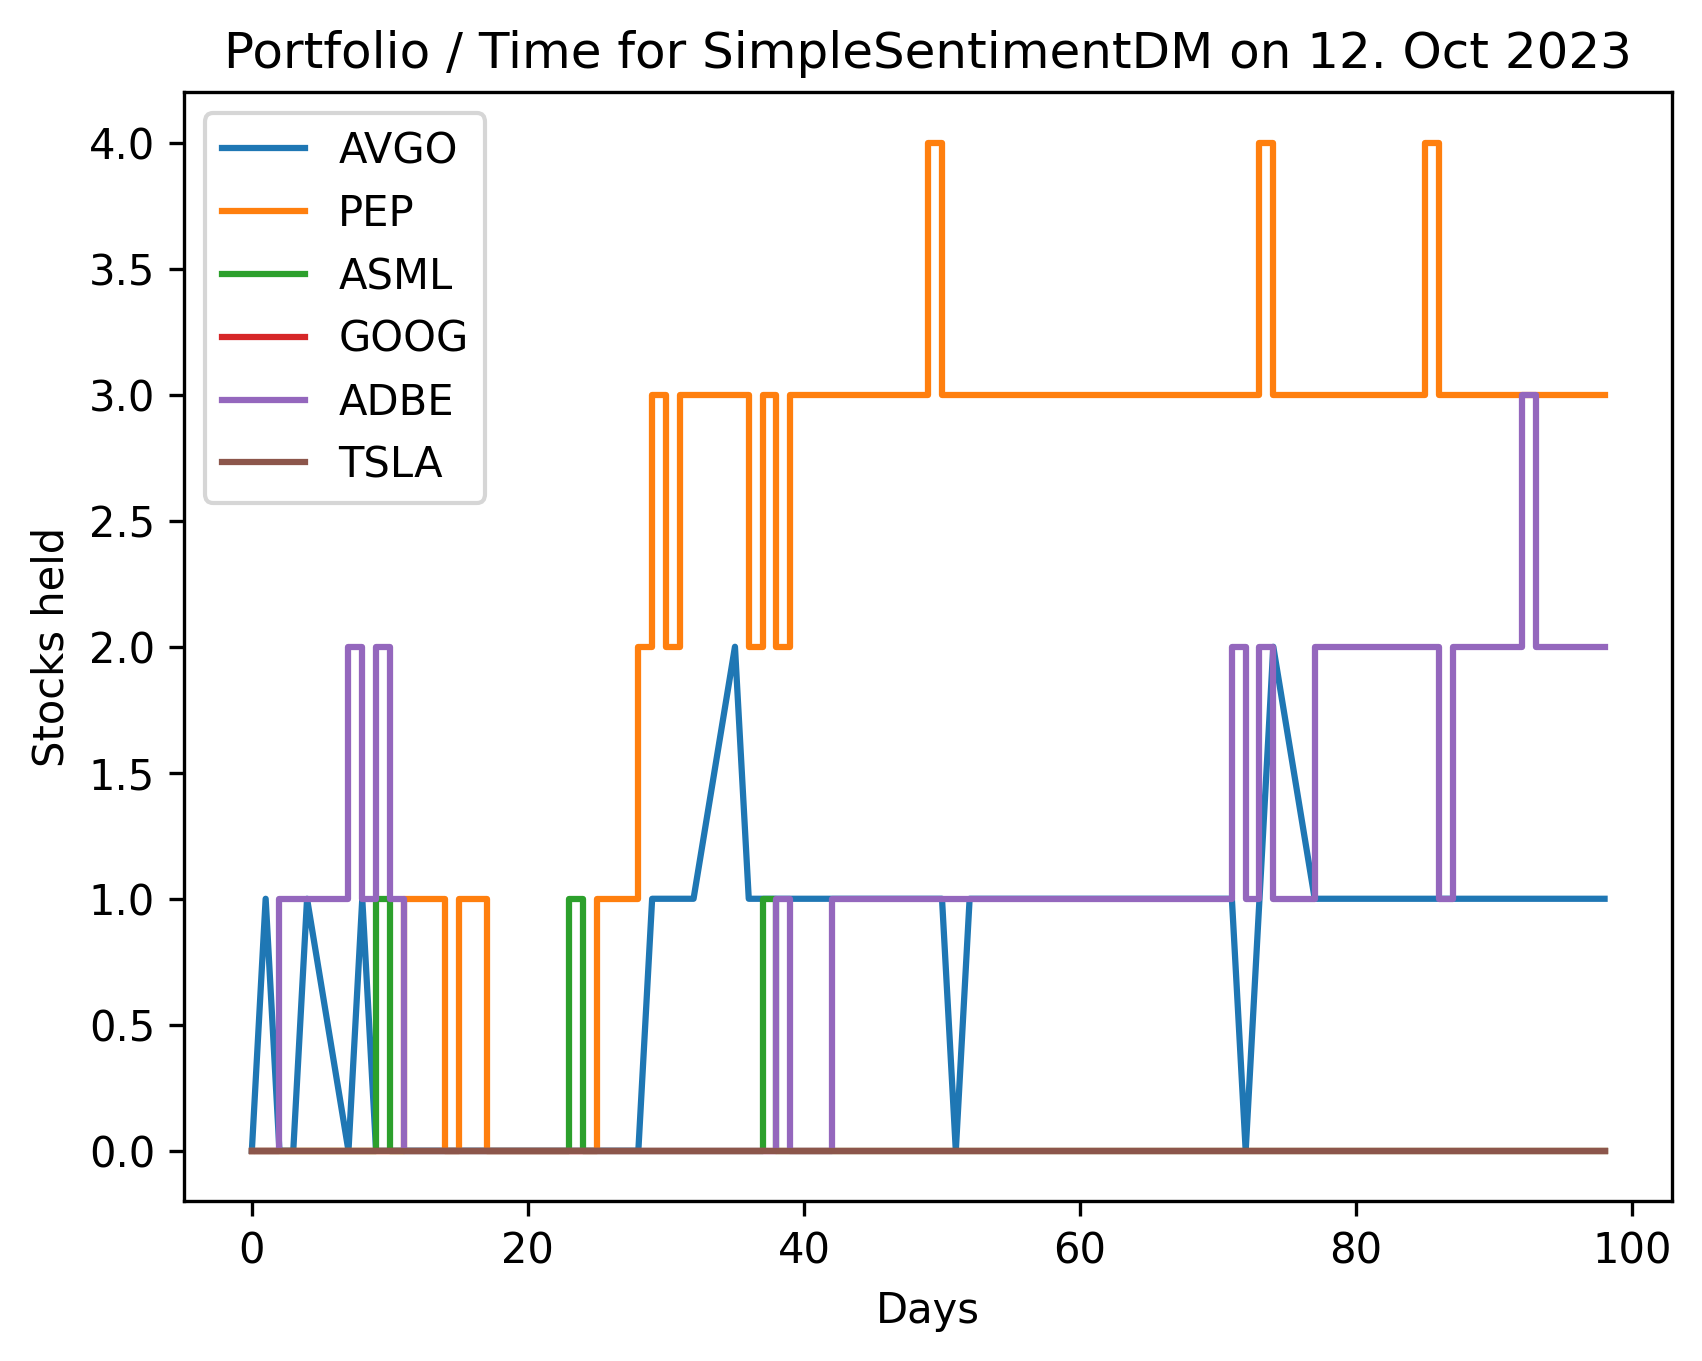 Portfolio / Time for SimpleSentimentDM on 12. Oct 2023
AVGO
PEP
ASML
GOOG
ADBE
TSLA
4.0
3.5
3.0
2.5
2.0
1.5
1.0
0.5
0.0
Stocks held
0 20 40 60 80 100
Days